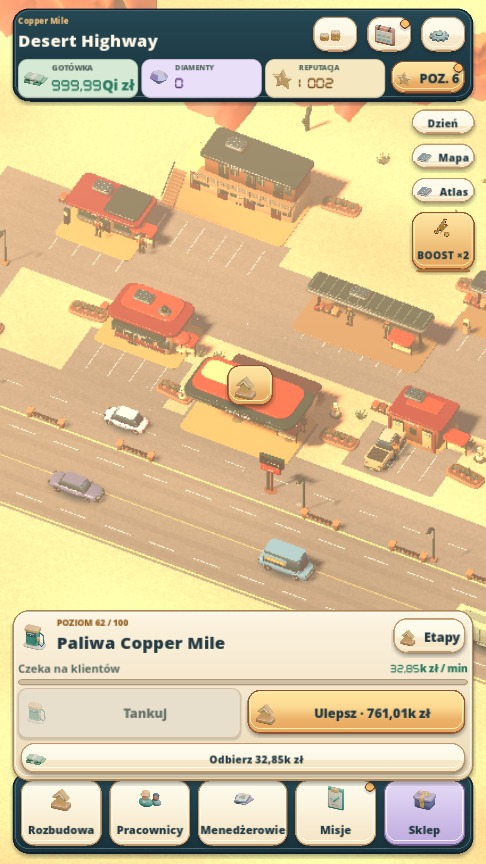 Copper Mile
Desert Highway
GOTÓWKA
999,99Qi zł
DIAMENTY
0
REPUTACJA
1 002
POZ. 6
Dzień
Mapa
Atlas
BOOST ×2
POZIOM 62 / 100
Paliwa Copper Mile
Etapy
Czeka na klientów
32,85k zł / min
Tankuj
Ulepsz · 761,01k zł
Odbierz 32,85k zł
Rozbudowa
Pracownicy
Menedżerowie
Misje
Sklep